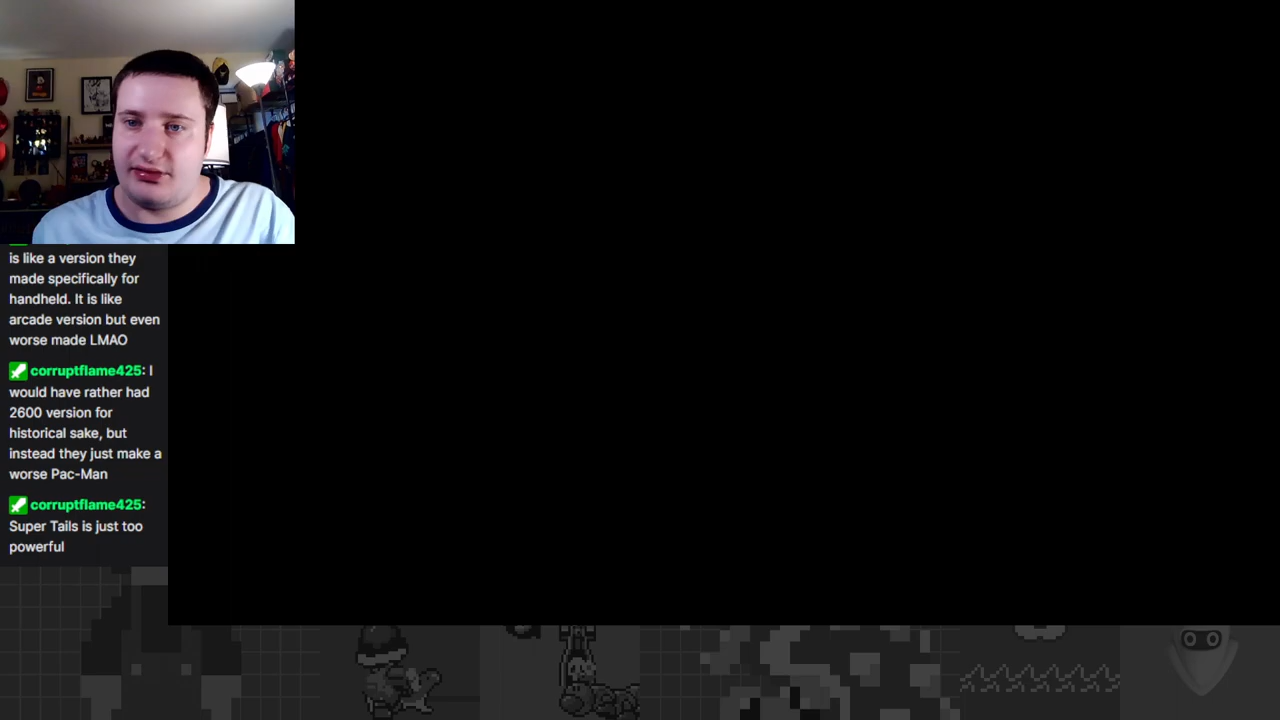 is like a version they
made specifically for
handheld. It is like
arcade version but even
worse made LMAO
corruptflame425: I
would have rather had
2600 version for
historical sake, but
instead they just make a
worse Pac-Man
corruptflame425:
Super Tails is just too
powerful